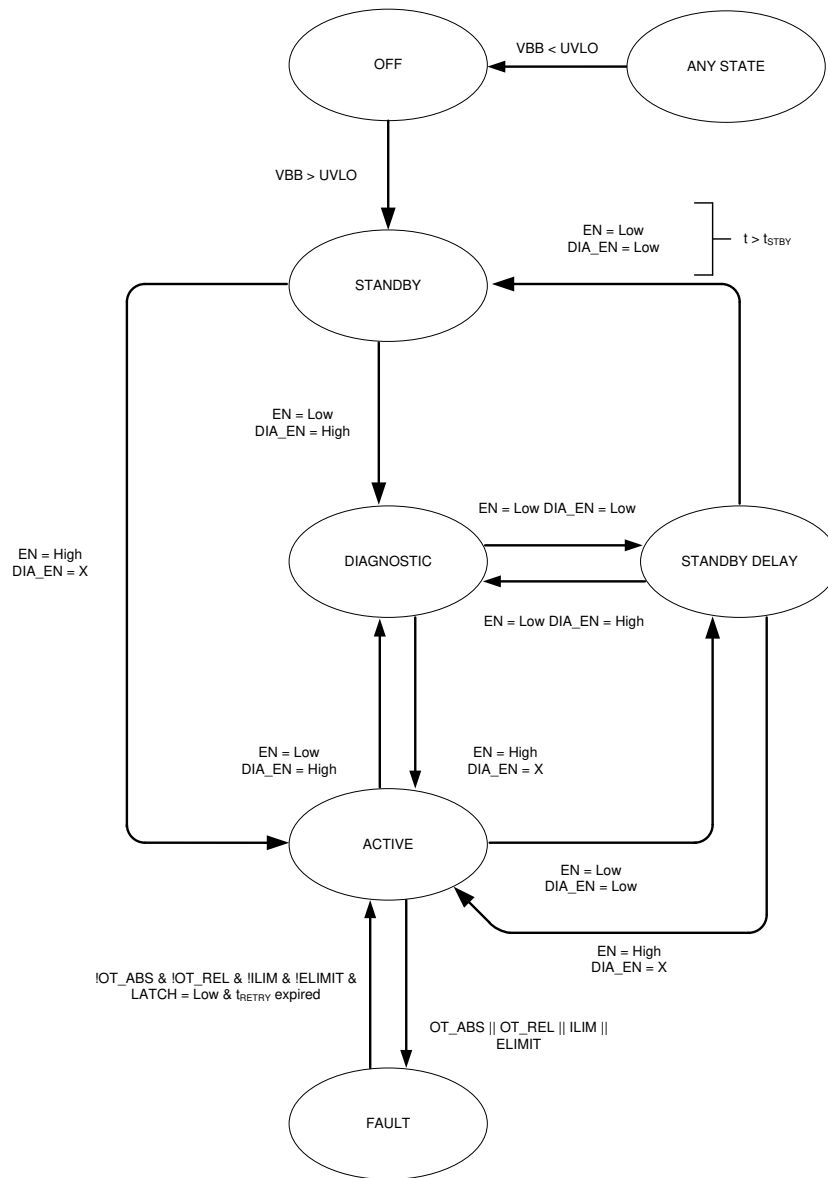 OFF
VBB < UVLO
ANY STATE
VBB > UVLO
EN = Low
DIA_EN = Low
t > tSTBY
STANDBY
EN = Low
DIA_EN = High
EN = Low DIA_EN = Low
EN = High
DIA_EN = X
DIAGNOSTIC
STANDBY DELAY
EN = Low DIA_EN = High
EN = Low
DIA_EN = High
EN = High
DIA_EN = X
ACTIVE
EN = Low
DIA_EN = Low
EN = High
DIA_EN = X
!OT_ABS & !OT_REL & !ILIM & !ELIMIT &
LATCH = Low & tRETRY expired
OT_ABS || OT_REL || ILIM ||
ELIMIT
FAULT